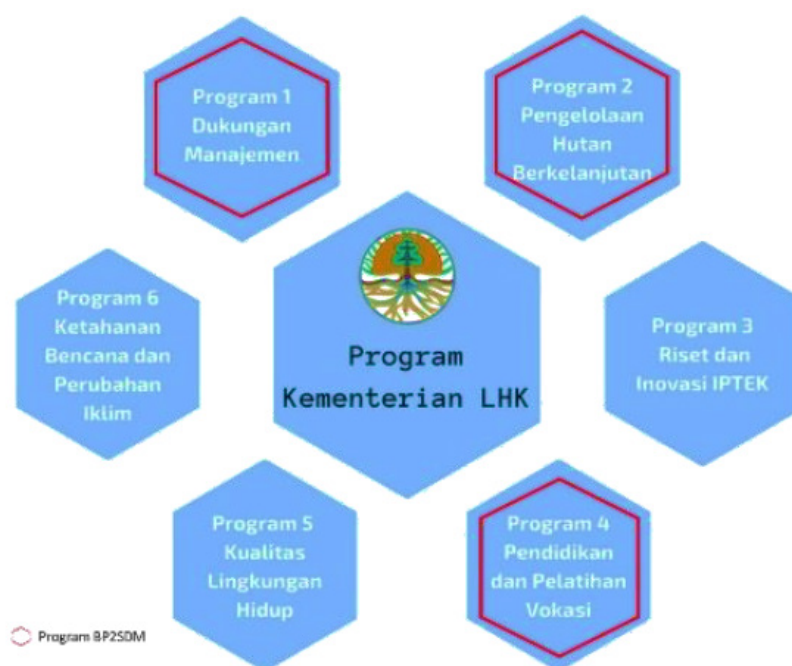 Program 1
Dukungan
Manajemen
Program 2
Pengelolaan
Hutan
Berkelanjutan
Program 6
Ketahanan
Bencana dan
Perubahan
Iklim
Program
Kementerian LHK
Program 3
Riset dan
Inovasi IPTEK
Program 5
Kualitas
Lingkungan
Hidup
Program 4
Pendidikan
dan Pelatihan
Vokasi
Program BP2SDM